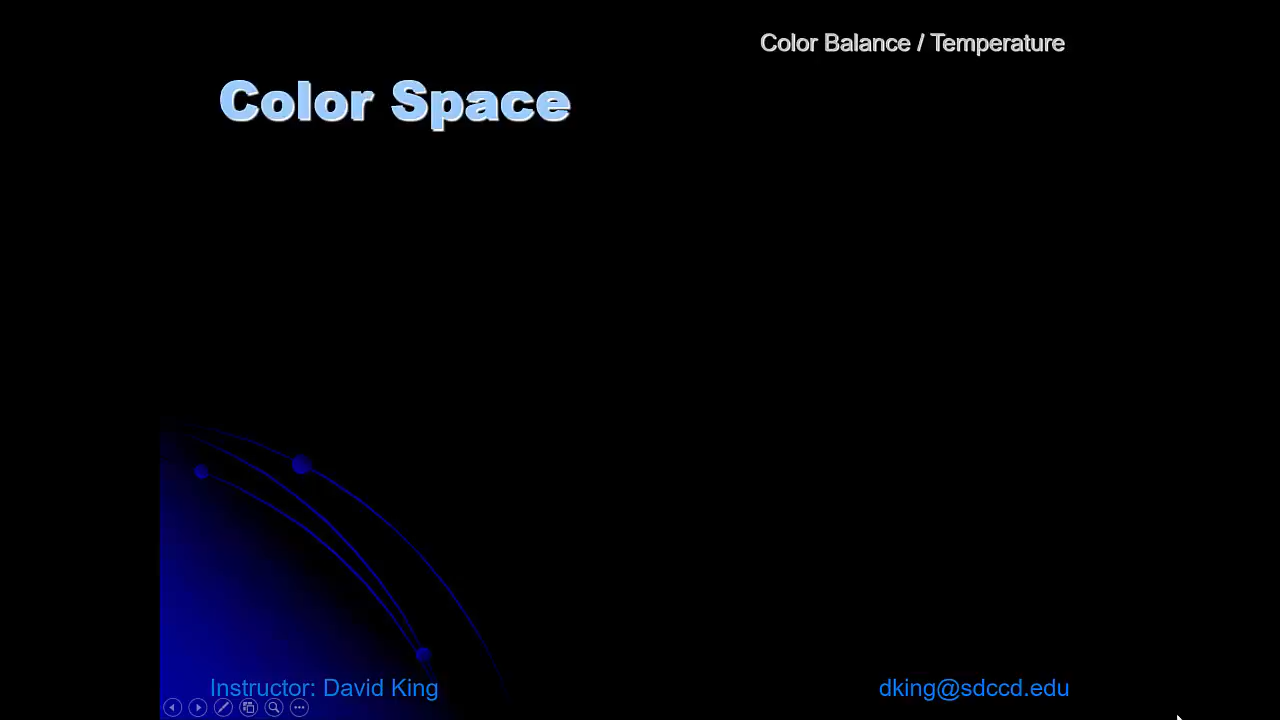 Color Balance / Temperature
Color Space
Instructor: David King
dking@sdccd.edu